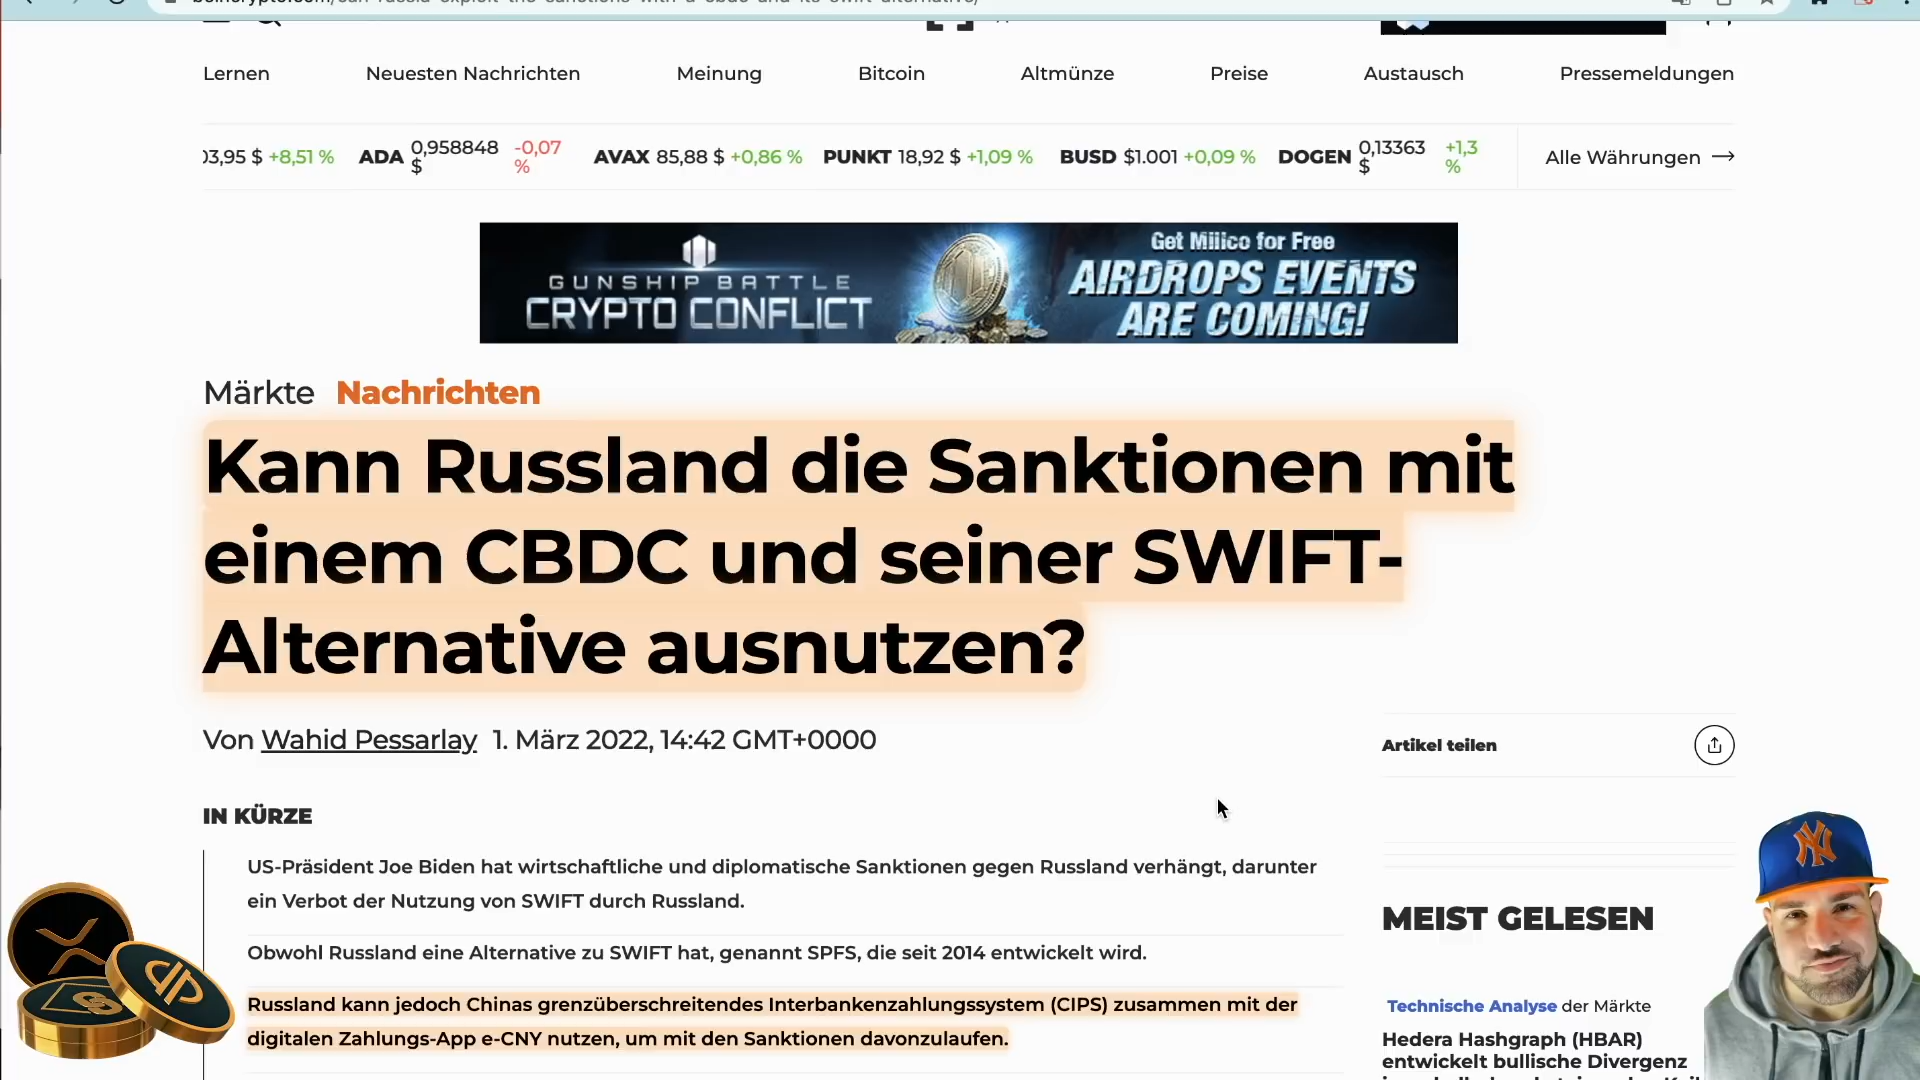 Lernen Neuesten Nachrichten Meinung Bitcoin Altmünze Preise Austausch Pressemeldungen
03,95 $ +8,51 % ADA 0,958848 $ -0,07 % AVAX 85,88 $ +0,86 % PUNKT 18,92 $ +1,09 % BUSD $1.001 +0,09 % DOGEN 0,13363 $ +1,3 % Alle Währungen →
GUNSHIP BATTLE
CRYPTO CONFLICT
Get Milico for Free
AIRDROPS EVENTS
ARE COMING!
Märkte Nachrichten
Kann Russland die Sanktionen mit
einem CBDC und seiner SWIFT-
Alternative ausnutzen?
Von Wahid Pessarlay 1. März 2022, 14:42 GMT+0000
Artikel teilen
IN KÜRZE
US-Präsident Joe Biden hat wirtschaftliche und diplomatische Sanktionen gegen Russland verhängt, darunter
ein Verbot der Nutzung von SWIFT durch Russland.
Obwohl Russland eine Alternative zu SWIFT hat, genannt SPFS, die seit 2014 entwickelt wird.
Russland kann jedoch Chinas grenzüberschreitendes Interbankenzahlungssystem (CIPS) zusammen mit der
digitalen Zahlungs-App e-CNY nutzen, um mit den Sanktionen davonzulaufen.
MEIST GELESEN
Technische Analyse der Märkte
Hedera Hashgraph (HBAR)
entwickelt bullische Divergenz
NY